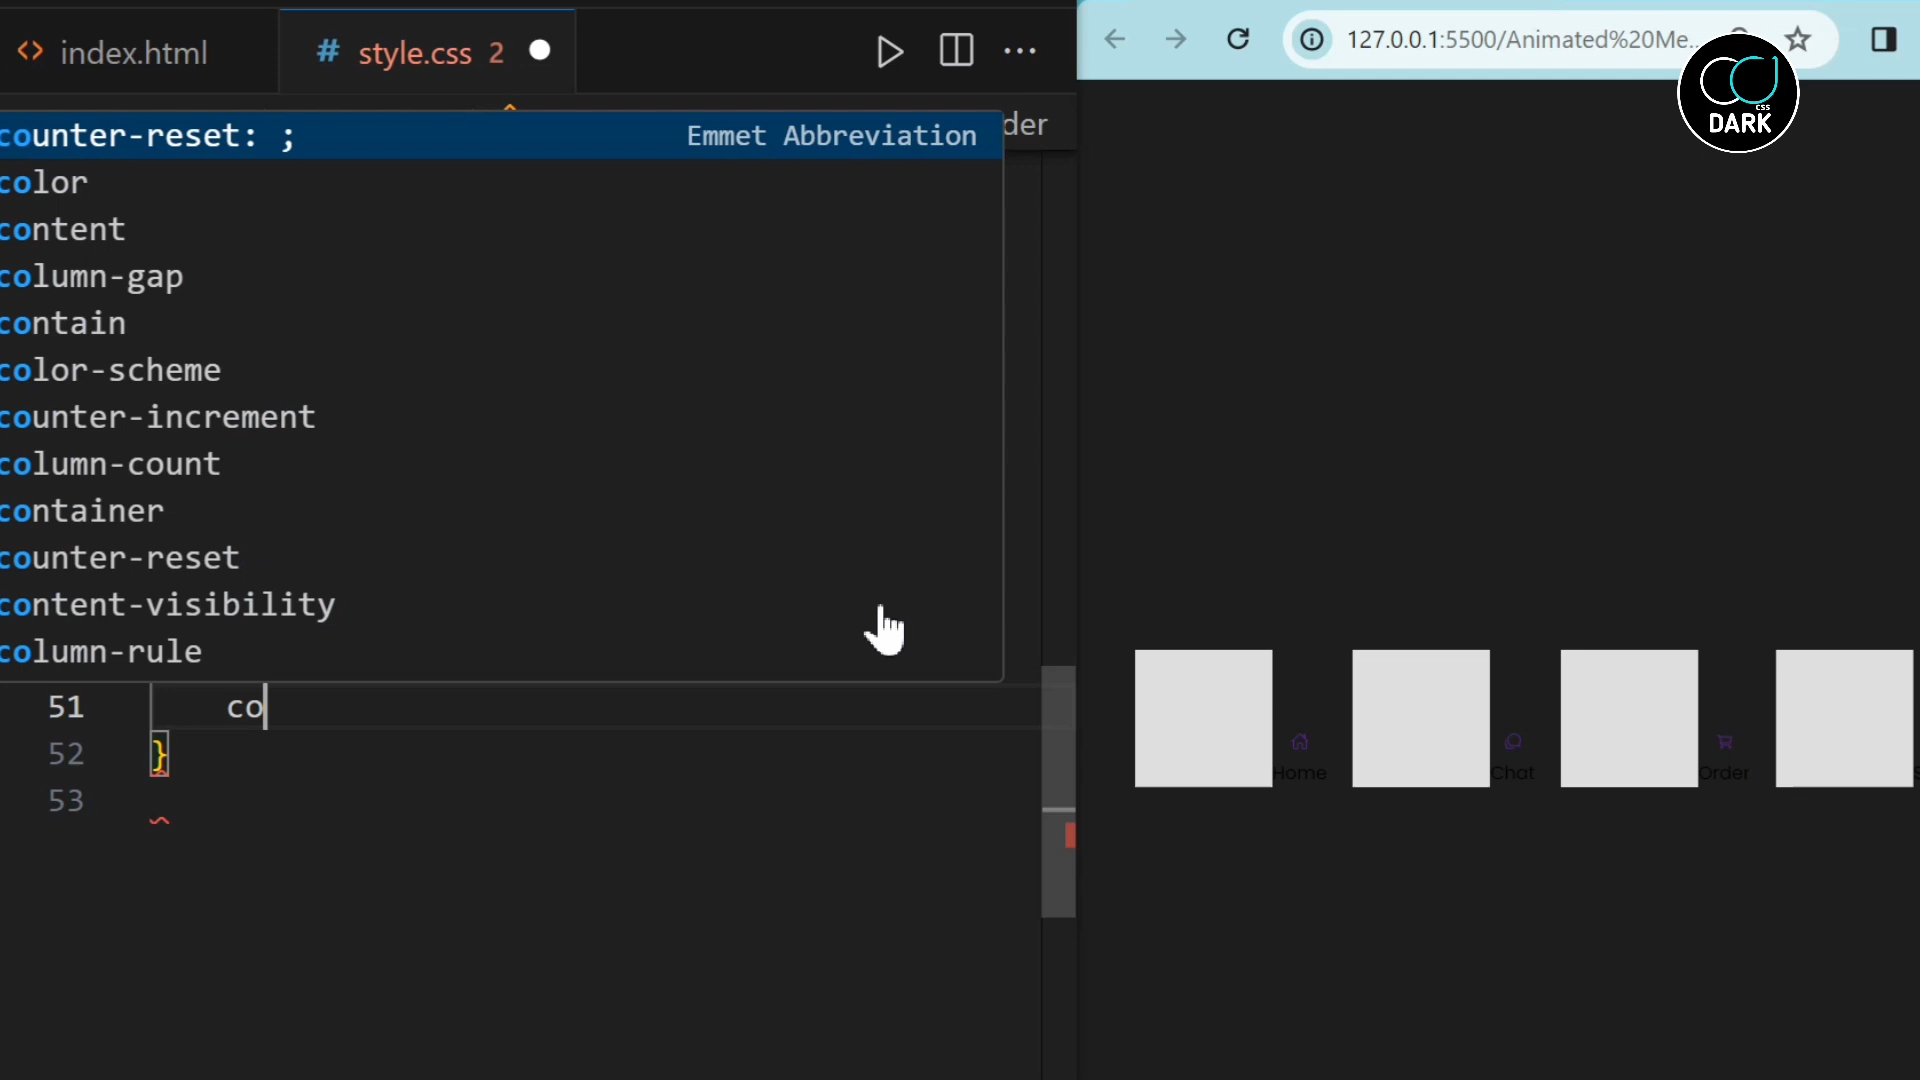 index.html
# style.css 2
127.0.0.1:5500/Animated%20Me...
css
DARK
der
counter-reset: ; Emmet Abbreviation
color
content
column-gap
contain
color-scheme
counter-increment
column-count
container
counter-reset
content-visibility
column-rule
51 co
52 }
53
Home
Chat
Order